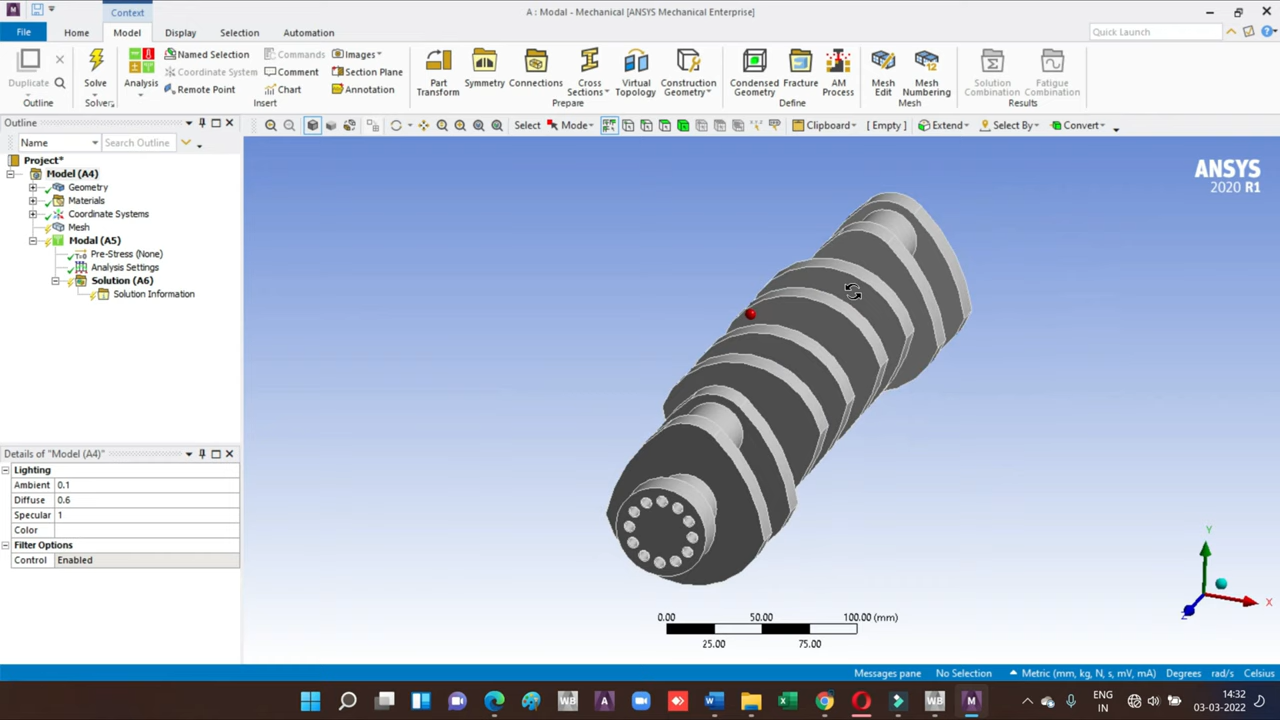 Context
A : Modal - Mechanical [ANSYS Mechanical Enterprise]
File Home Model Display Selection Automation Quick Launch
Duplicate
Outline
Solve
Solver
Analysis
Named Selection Commands Images
Coordinate System Comment Section Plane
Remote Point Chart Annotation
Insert
Part Transform
Symmetry
Connections
Cross Sections
Virtual Topology
Construction Geometry
Prepare
Condensed Geometry
Fracture
AM Process
Define
Mesh Edit
Mesh Numbering
Mesh
Solution Combination
Fatigue Combination
Results
Outline
Select Mode Clipboard [ Empty ] Extend Select By Convert
Name Search Outline
Project*
Model (A4)
Geometry
Materials
Coordinate Systems
Mesh
Modal (A5)
Pre-Stress (None)
Analysis Settings
Solution (A6)
Solution Information
ANSYS
2020 R1
Details of "Model (A4)"
Lighting
Ambient 0.1
Diffuse 0.6
Specular 1
Color
Filter Options
Control Enabled
0.00 50.00 100.00 (mm)
25.00 75.00
Y
X
Z
Messages pane No Selection Metric (mm, kg, N, s, mV, mA) Degrees rad/s Celsius
WB A W X WB M
ENG
IN
14:32
03-03-2022